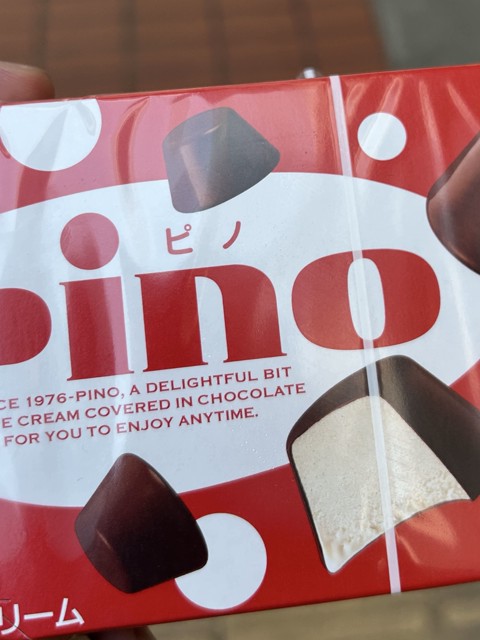 ピノ
pino
CE 1976-PINO, A DELIGHTFUL BIT
E CREAM COVERED IN CHOCOLATE
FOR YOU TO ENJOY ANYTIME.
リーム